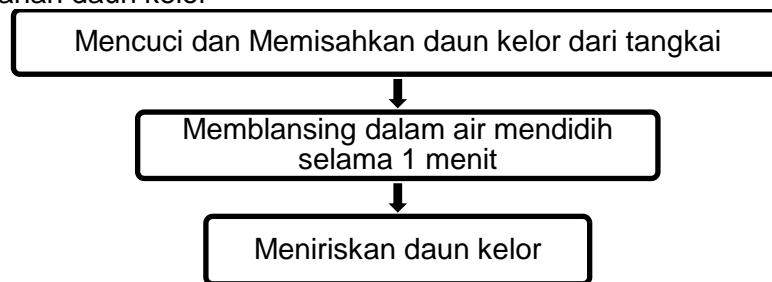 daun kelor
Mencuci dan Memisahkan daun kelor dari tangkai
Memblansing dalam air mendidih
selama 1 menit
Meniriskan daun kelor